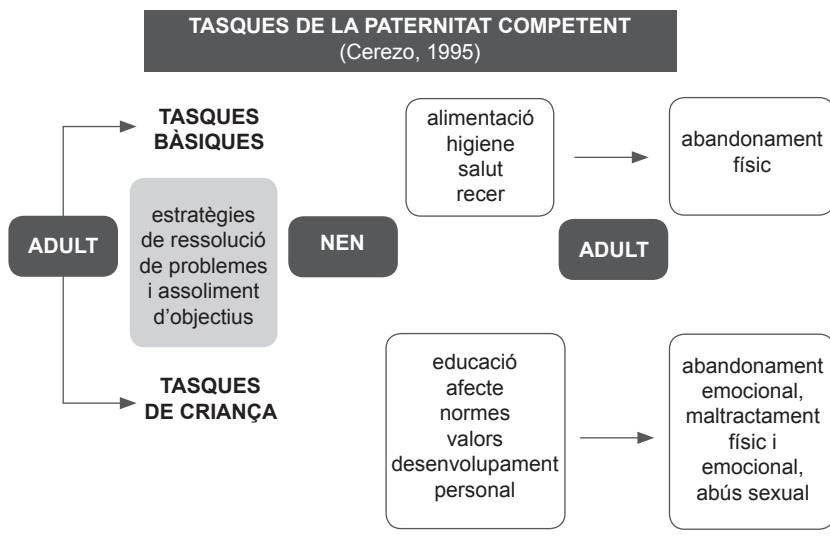 TASQUES DE LA PATERNITAT COMPETENT
(Cerezo, 1995)
TASQUES
BÀSIQUES
ADULT
estratègies
de ressolució
de problemes
i assoliment
d’objectius
TASQUES
DE CRIANÇA
NEN
alimentació
higiene
salut
recer
abandonament
físic
ADULT
educació
afecte
normes
valors
desenvolupament
personal
abandonament
emocional,
maltractament
físic i
emocional,
abús sexual